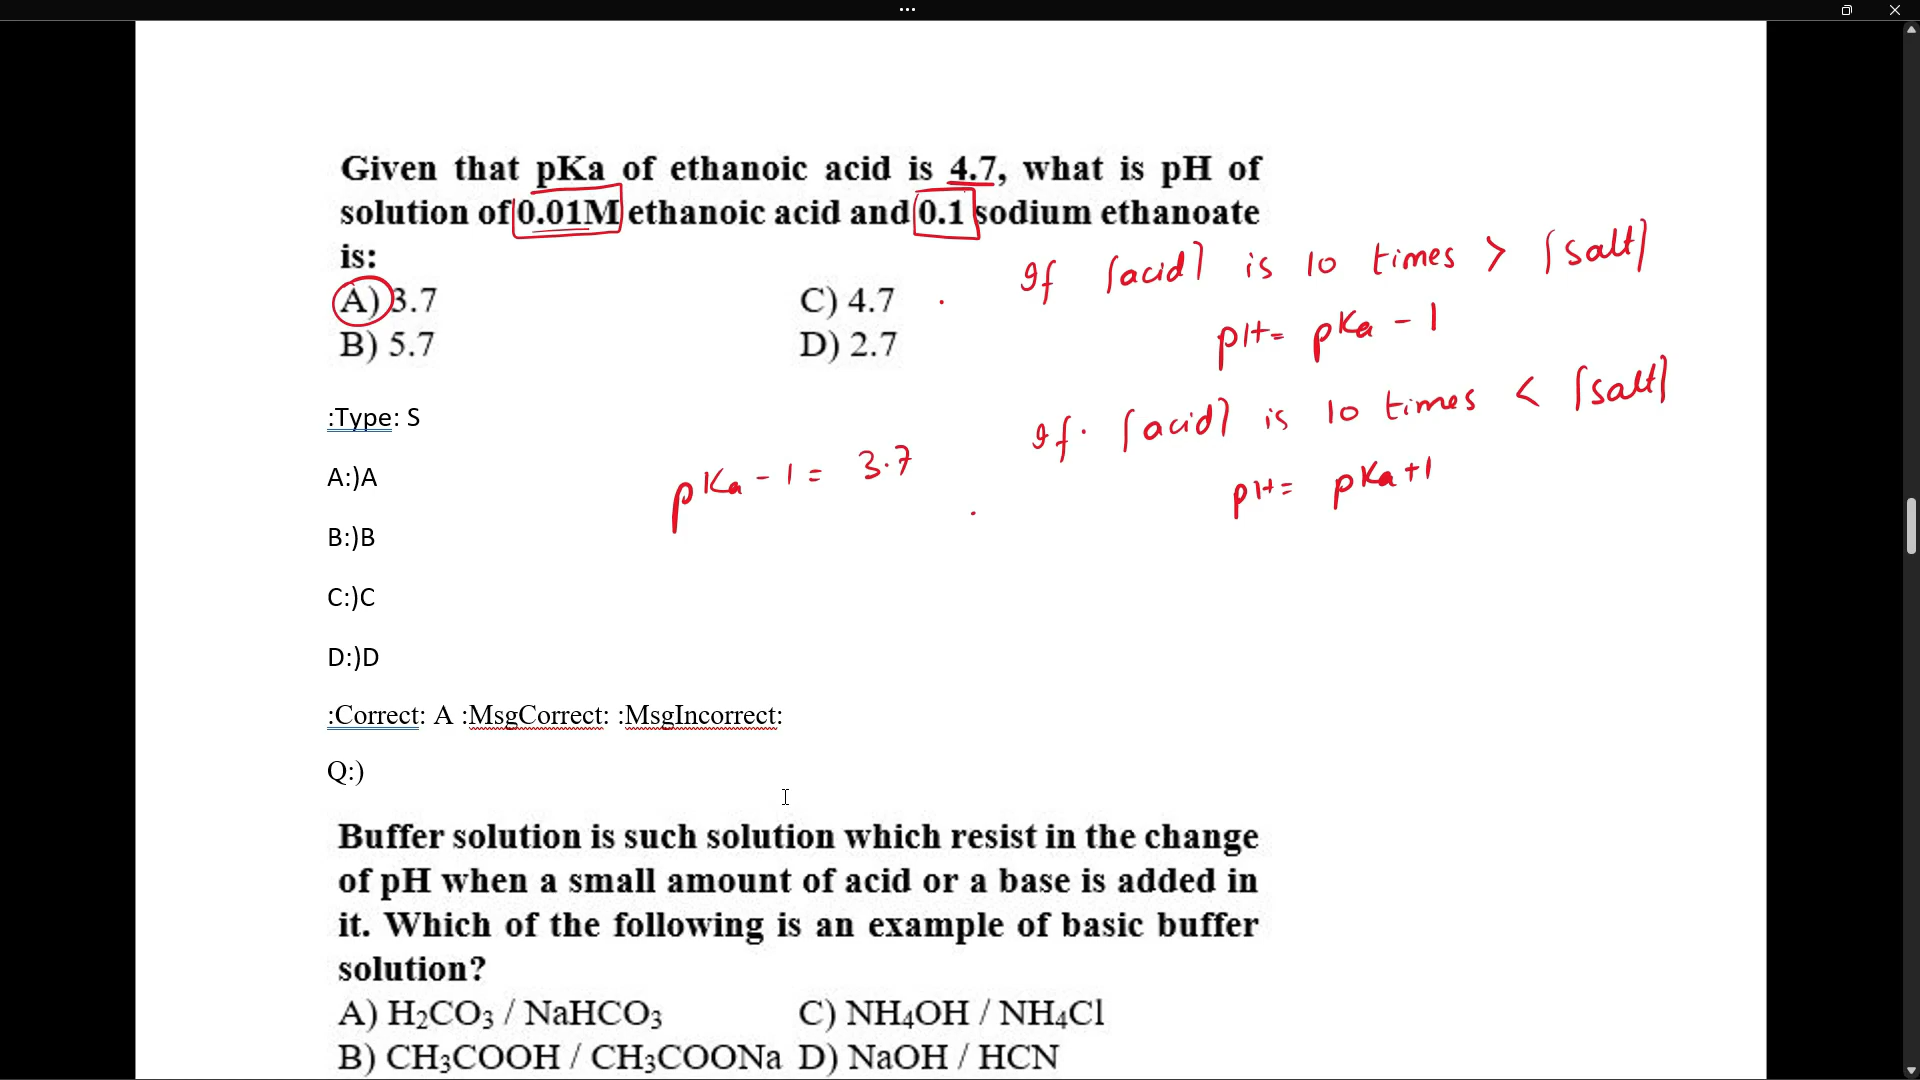 Given that pKa of ethanoic acid is 4.7, what is pH of
solution of 0.01M ethanoic acid and 0.1 sodium ethanoate
is:
A) 3.7 C) 4.7
B) 5.7 D) 2.7
If [acid] is 10 times > [salt]
pH = pKa - 1
If [acid] is 10 times < [salt]
pH = pKa + 1
pKa - 1 = 3.7
:Type: S
A:)A
B:)B
C:)C
D:)D
:Correct: A :MsgCorrect: :MsgIncorrect:
Q:)
Buffer solution is such solution which resist in the change
of pH when a small amount of acid or a base is added in
it. Which of the following is an example of basic buffer
solution?
A) H₂CO₃ / NaHCO₃ C) NH₄OH / NH₄Cl
B) CH₃COOH / CH₃COONa D) NaOH / HCN